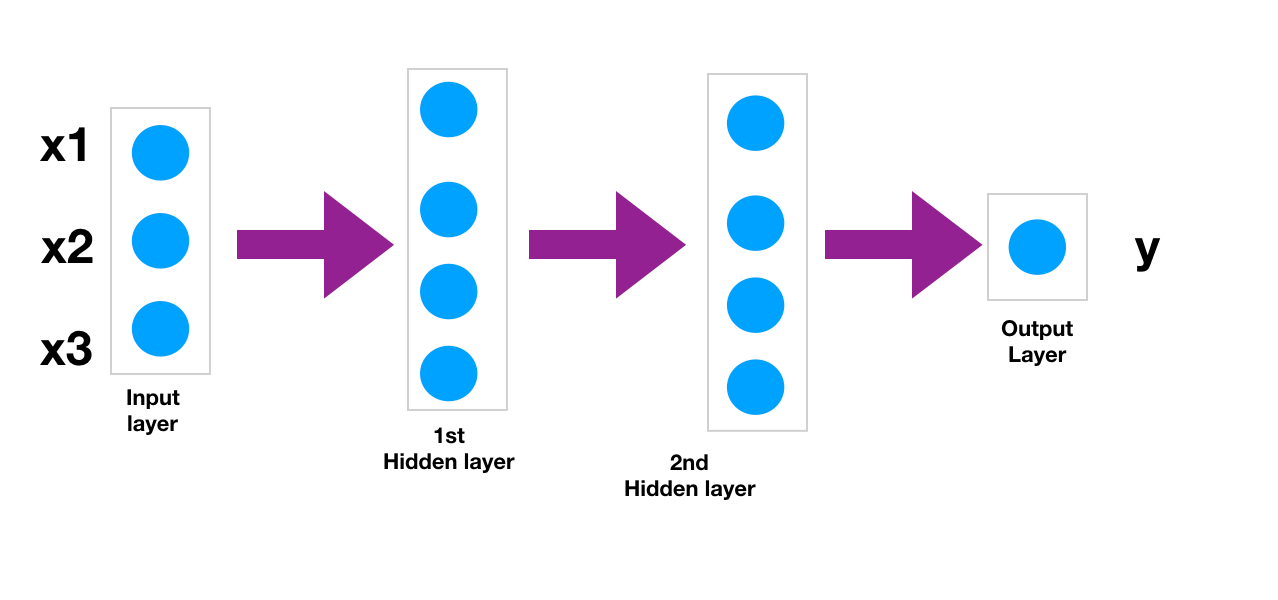 x1
x2
x3
Input
layer
1st
Hidden layer
2nd
Hidden layer
Output
Layer
y